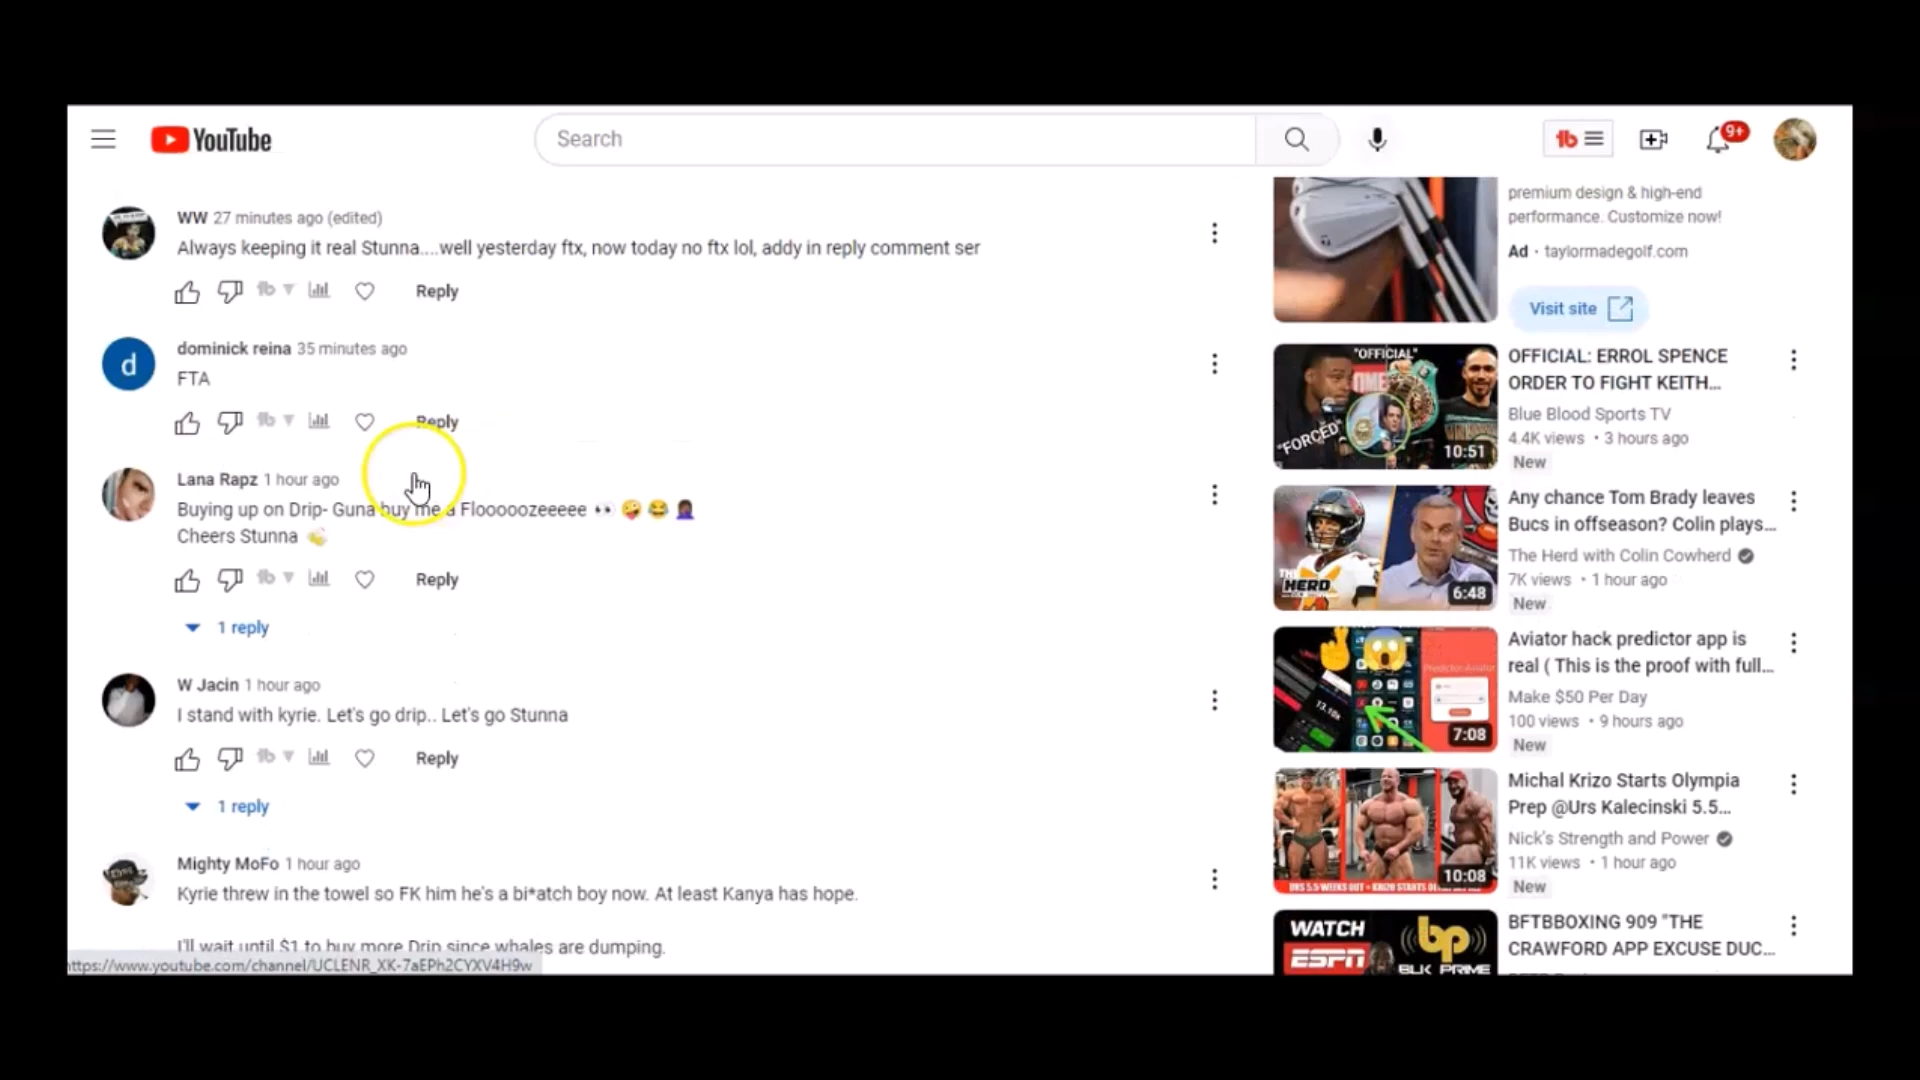 YouTube
Search
9+
WW 27 minutes ago (edited)
Always keeping it real Stunna....well yesterday ftx, now today no ftx lol, addy in reply comment ser
Reply
d
dominick reina 35 minutes ago
FTA
Reply
Lana Rapz 1 hour ago
Buying up on Drip- Guna buy me a Flooooozeeeee 👀 🤪 😂 🤦🏾‍♀️
Cheers Stunna 🍻
Reply
1 reply
W Jacin 1 hour ago
I stand with kyrie. Let's go drip.. Let's go Stunna
Reply
1 reply
Mighty MoFo 1 hour ago
Kyrie threw in the towel so FK him he's a bi*atch boy now. At least Kanya has hope.
I'll wait until $1 to buy more Drip since whales are dumping.
https://www.youtube.com/channel/UCLENR_XK-7aEPh2CYXV4H9w
premium design & high-end
performance. Customize now!
Ad · taylormadegolf.com
Visit site
"OFFICIAL"
"FORCED"
10:51
OFFICIAL: ERROL SPENCE
ORDER TO FIGHT KEITH...
Blue Blood Sports TV
4.4K views • 3 hours ago
New
THE
HERD
6:48
Any chance Tom Brady leaves
Bucs in offseason? Colin plays...
The Herd with Colin Cowherd
7K views • 1 hour ago
New
Predictor Aviator
13.10x
7:08
Aviator hack predictor app is
real ( This is the proof with full...
Make $50 Per Day
100 views • 9 hours ago
New
10:08
Michal Krizo Starts Olympia
Prep @Urs Kalecinski 5.5...
Nick's Strength and Power
11K views • 1 hour ago
New
WATCH
ESPN
bp
BLK PRIME
BFTBBOXING 909 "THE
CRAWFORD APP EXCUSE DUC...